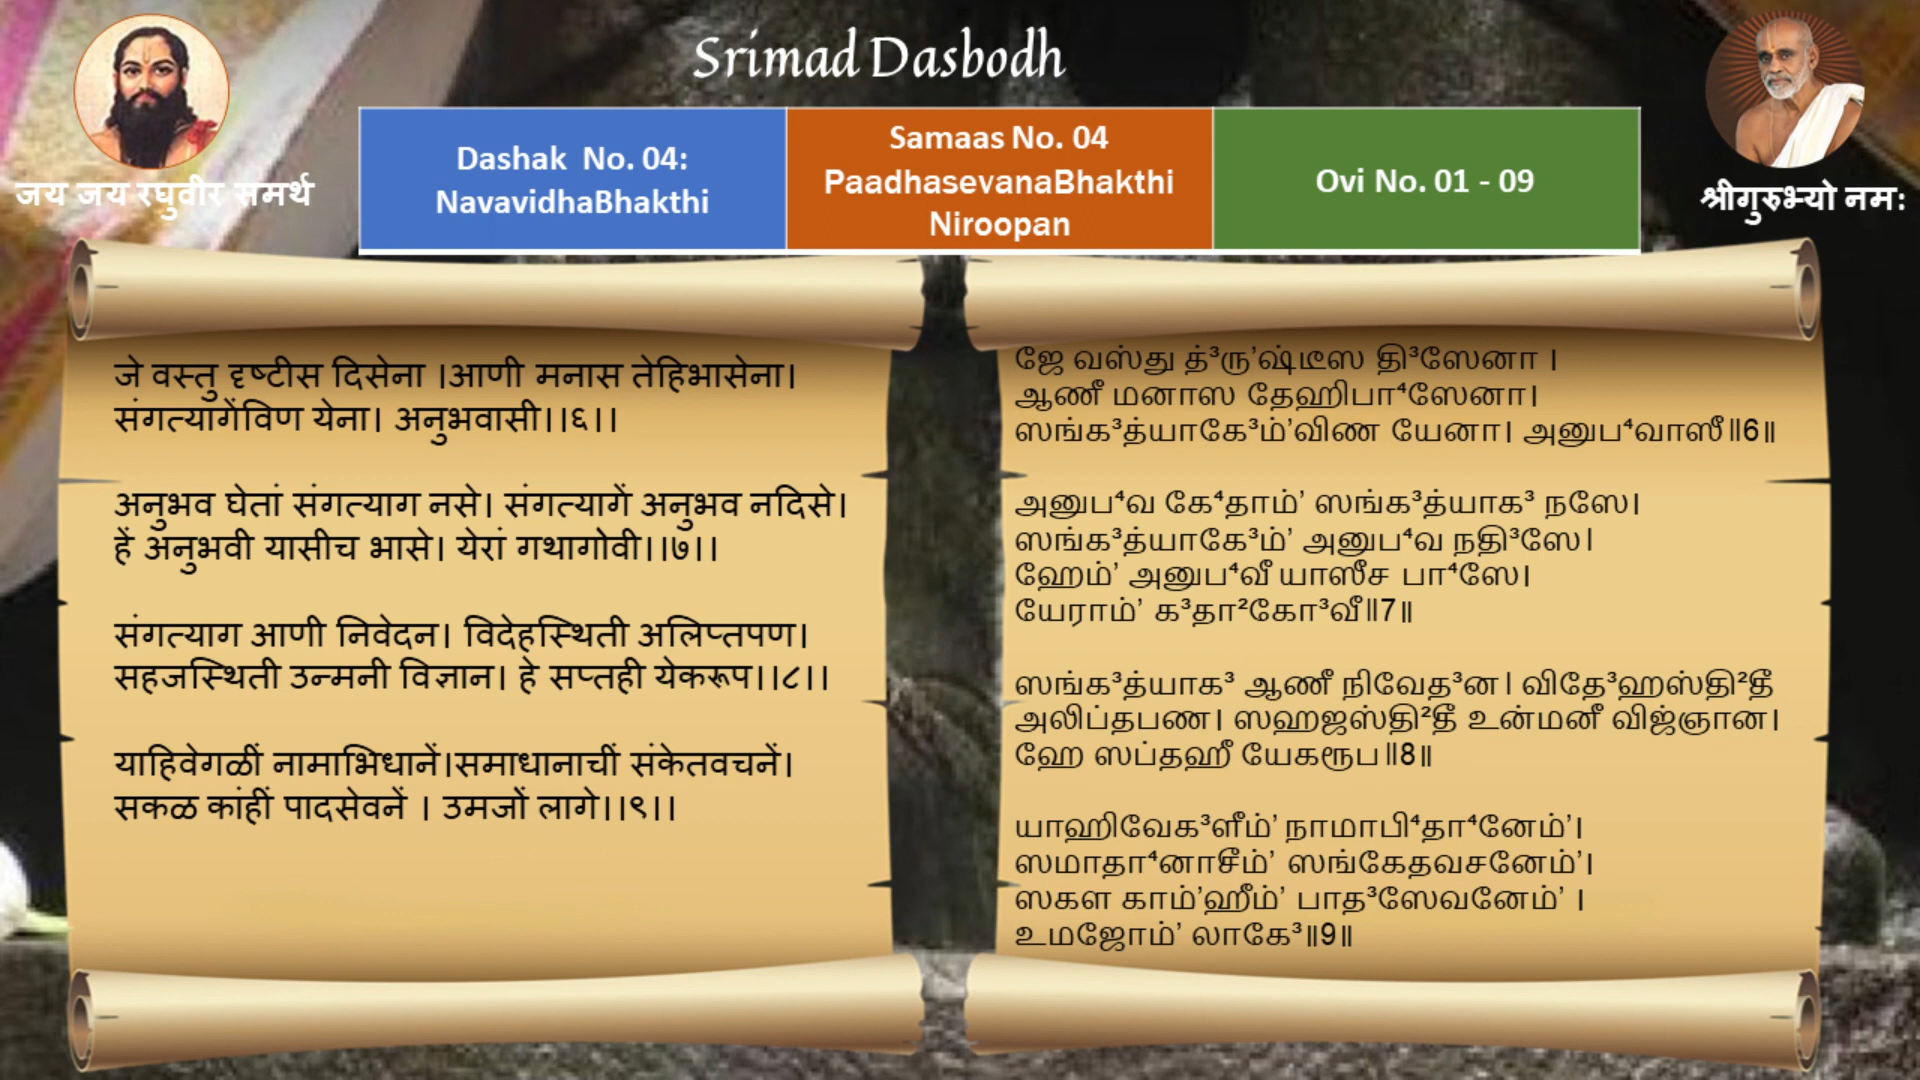 Srimad Dasbodh
जय जय रघुवीर समर्थ
Dashak No. 04:
NavavidhaBhakthi
Samaas No. 04
PaadhasevanaBhakthi
Niroopan
Ovi No. 01 - 09
श्रीगुरुभ्यो नमः
जे वस्तु दृष्टीस दिसेना ।आणी मनास तेहिभासेना।
संगत्यागेंविण येना। अनुभवासी।।६।।
अनुभव घेतां संगत्याग नसे। संगत्यागें अनुभव नदिसे।
हें अनुभवी यासीच भासे। येरां गथागोवी।।७।।
संगत्याग आणी निवेदन। विदेहस्थिती अलिप्तपण।
सहजस्थिती उन्मनी विज्ञान। हे सप्तही येकरूप।।८।।
याहिवेगळीं नामाभिधानें।समाधानाचीं संकेतवचनें।
सकळ कांहीं पादसेवनें । उमजों लागे।।९।।
ஜே வஸ்து த்³ரு’ஷ்டீஸ தி³ஸேனா ।
ஆணீ மனாஸ தேஹிபா⁴ஸேனா।
ஸங்க³த்யாகே³ம்’விண யேனா। அனுப⁴வாஸீ॥6॥
அனுப⁴வ கே⁴தாம்’ ஸங்க³த்யாக³ நஸே।
ஸங்க³த்யாகே³ம்’ அனுப⁴வ நதி³ஸே।
ஹேம்’ அனுப⁴வீ யாஸீச பா⁴ஸே।
யேராம்’ க³தா²கோ³வீ॥7॥
ஸங்க³த்யாக³ ஆணீ நிவேத³ன। விதே³ஹஸ்தி²தீ
அலிப்தபண। ஸஹஜஸ்தி²தீ உன்மனீ விஜ்ஞான।
ஹே ஸப்தஹீ யேகரூப॥8॥
யாஹிவேக³ளீம்’ நாமாபி⁴தா⁴னேம்’।
ஸமாதா⁴னாசீம்’ ஸங்கேதவசனேம்’।
ஸகள காம்’ஹீம்’ பாத³ஸேவனேம்’ ।
உமஜோம்’ லாகே³॥9॥